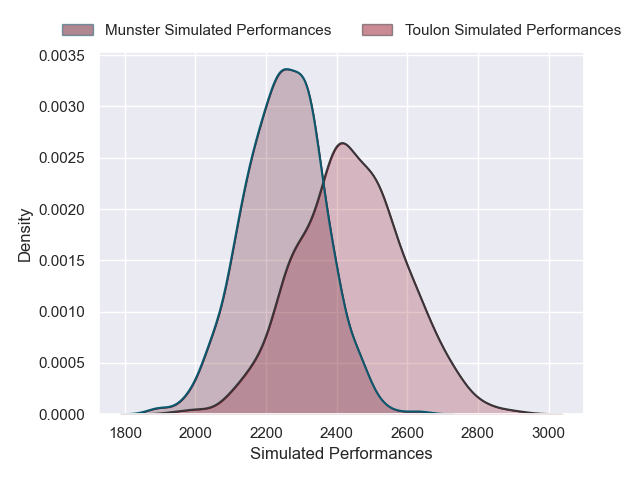 Munster Simulated Performances
Toulon Simulated Performances
0.0035
0.0030
0.0025
0.0020
0.0015
0.0010
0.0005
0.0000
Density
1800 2000 2200 2400 2600 2800 3000
Simulated Performances